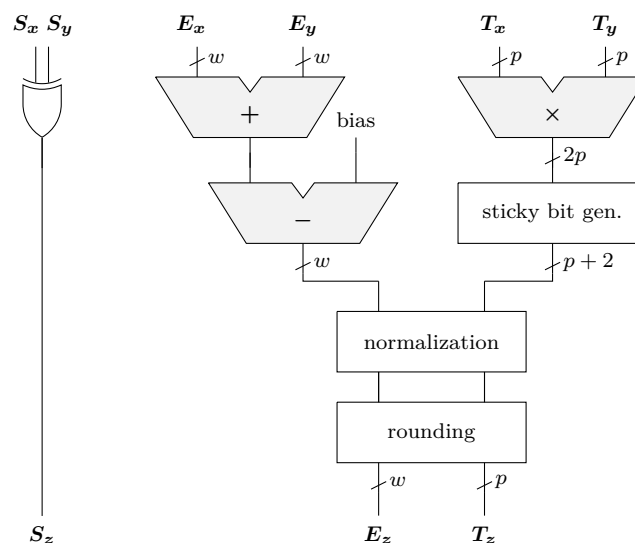 S_x S_y E_x E_y T_x T_y
w w p p
+ ×
bias
2p
− sticky bit gen.
w p + 2
normalization
rounding
w p
S_z E_z T_z